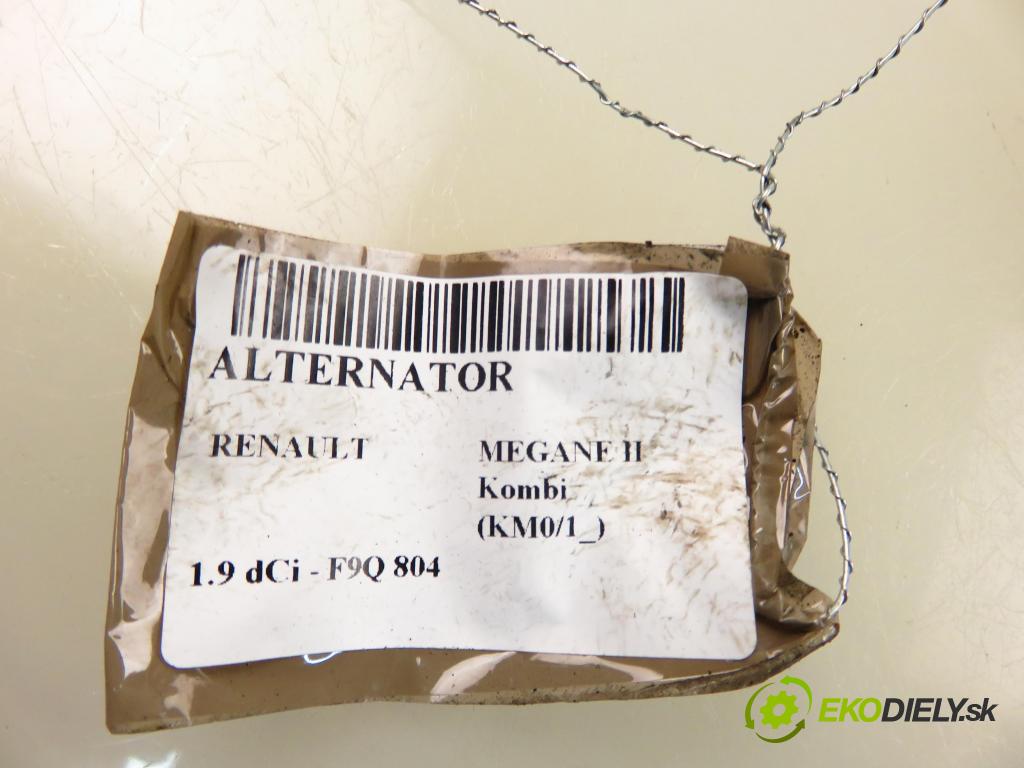 ALTERNATOR
RENAULT MEGANE II
Kombi
(KM0/1_)
1.9 dCi - F9Q 804
EKODIELY.sk